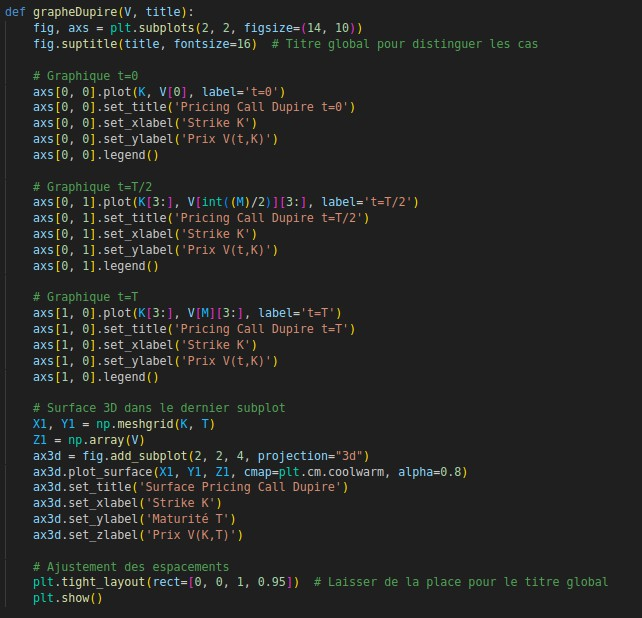 def grapheDupire(V, title):
    fig, axs = plt.subplots(2, 2, figsize=(14, 10))
    fig.suptitle(title, fontsize=16)  # Titre global pour distinguer les cas

    # Graphique t=0
    axs[0, 0].plot(K, V[0], label='t=0')
    axs[0, 0].set_title('Pricing Call Dupire t=0')
    axs[0, 0].set_xlabel('Strike K')
    axs[0, 0].set_ylabel('Prix V(t,K)')
    axs[0, 0].legend()

    # Graphique t=T/2
    axs[0, 1].plot(K[3:], V[int((M)/2)][3:], label='t=T/2')
    axs[0, 1].set_title('Pricing Call Dupire t=T/2')
    axs[0, 1].set_xlabel('Strike K')
    axs[0, 1].set_ylabel('Prix V(t,K)')
    axs[0, 1].legend()

    # Graphique t=T
    axs[1, 0].plot(K[3:], V[M][3:], label='t=T')
    axs[1, 0].set_title('Pricing Call Dupire t=T')
    axs[1, 0].set_xlabel('Strike K')
    axs[1, 0].set_ylabel('Prix V(t,K)')
    axs[1, 0].legend()

    # Surface 3D dans le dernier subplot
    X1, Y1 = np.meshgrid(K, T)
    Z1 = np.array(V)
    ax3d = fig.add_subplot(2, 2, 4, projection="3d")
    ax3d.plot_surface(X1, Y1, Z1, cmap=plt.cm.coolwarm, alpha=0.8)
    ax3d.set_title('Surface Pricing Call Dupire')
    ax3d.set_xlabel('Strike K')
    ax3d.set_ylabel('Maturité T')
    ax3d.set_zlabel('Prix V(K,T)')

    # Ajustement des espacements
    plt.tight_layout(rect=[0, 0, 1, 0.95])  # Laisser de la place pour le titre global
    plt.show()